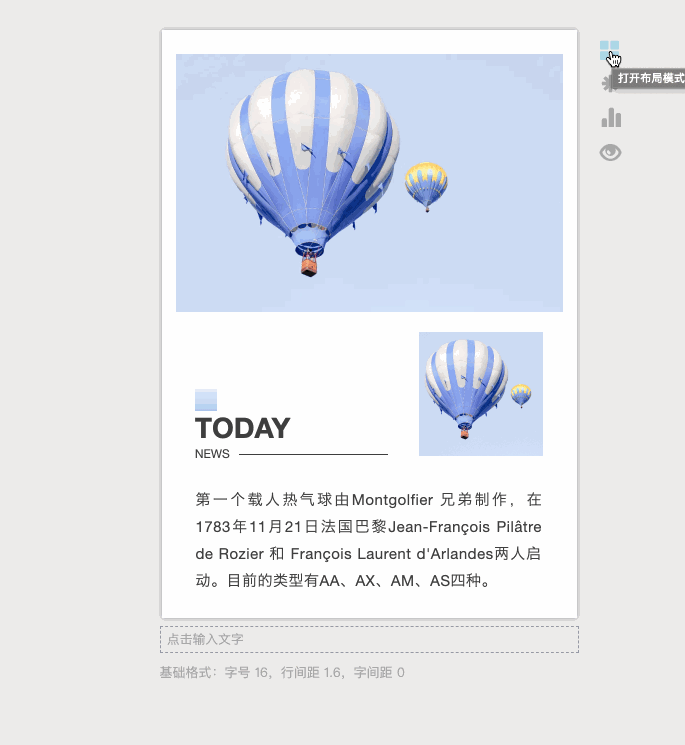 打开布局模式
TODAY
NEWS
第一个载人热气球由Montgolfier 兄弟制作，在
1783年11月21日法国巴黎Jean-François Pilâtre
de Rozier 和 François Laurent d'Arlandes两人启
动。目前的类型有AA、AX、AM、AS四种。
点击输入文字
基础格式：字号 16，行间距 1.6，字间距 0